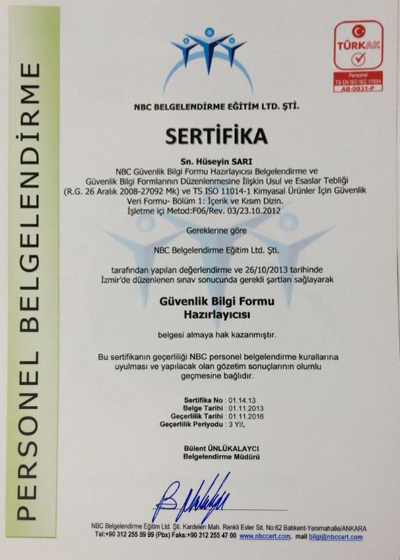 TÜRKAK
Personel
TS EN ISO IEC 17024
AB-0031-P
PERSONEL BELGELENDİRME
NBC BELGELENDİRME EĞİTİM LTD. ŞTİ.
SERTİFİKA
Sn. Hüseyin SARI
NBC Güvenlik Bilgi Formu Hazırlayıcısı Belgelendirme ve
Güvenlik Bilgi Formlarının Düzenlenmesine İlişkin Usul ve Esaslar Tebliği
(R.G. 26 Aralık 2008-27092 Mk) ve TS ISO 11014-1 Kimyasal Ürünler İçin Güvenlik
Veri Formu- Bölüm 1: İçerik ve Kısım Dizin.
İşletme içi Metod:F06/Rev. 03/23.10.2012
Gereklerine göre
NBC Belgelendirme Eğitim Ltd. Şti.
tarafından yapılan değerlendirme ve 26/10/2013 tarihinde
İzmir'de düzenlenen sınav sonucunda gerekli şartları sağlayarak
Güvenlik Bilgi Formu
Hazırlayıcısı
belgesi almaya hak kazanmıştır.
Bu sertifikanın geçerliliği NBC personel belgelendirme kurallarına
uyulması ve yapılacak olan gözetim sonuçlarının olumlu
geçmesine bağlıdır.
Sertifika No : 01.14.13
Belge Tarihi : 01.11.2013
Geçerlilik Tarihi : 01.11.2016
Geçerlilik Periyodu : 3 YIL
Bülent ÜNLÜKALAYCI
Belgelendirme Müdürü
NBC Belgelendirme Eğitim Ltd. Şti. Kardelen Mah. Renkli Evler Sit. No:62 Batıkent-Yenimahalle/ANKARA
Tel:+90 312 255 59 99 (Pbx) Faks:+90 312 255 47 00 www.nbccert.com, mail bilgi@nbccert.com